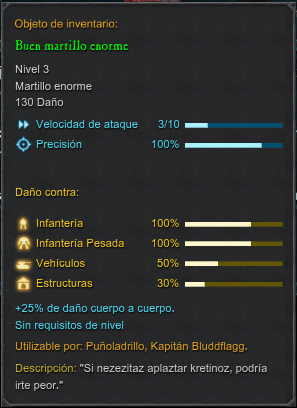 Objeto de inventario:
Buen martillo enorme
Nivel 3
Martillo enorme
130 Daño
Velocidad de ataque 3/10
Precisión 100%
Daño contra:
Infantería 100%
Infantería Pesada 100%
Vehículos 50%
Estructuras 30%
+25% de daño cuerpo a cuerpo.
Sin requisitos de nivel
Utilizable por: Puñoladrillo, Kapitán Bluddflagg.
Descripción: "Si nezezitaz aplaztar kretinoz, podría
irte peor."